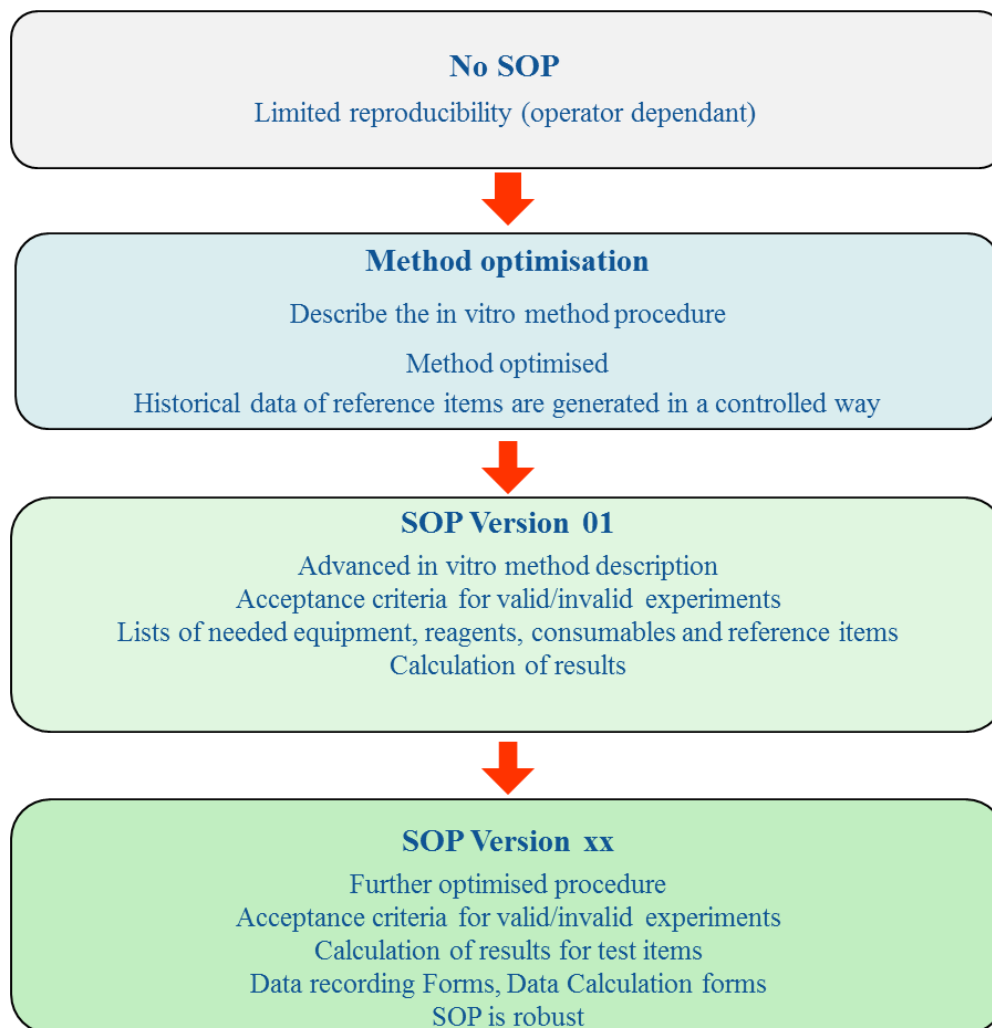 No SOP
Limited reproducibility (operator dependant)
Method optimisation
Describe the in vitro method procedure
Method optimised
Historical data of reference items are generated in a controlled way
SOP Version 01
Advanced in vitro method description
Acceptance criteria for valid/invalid experiments
Lists of needed equipment, reagents, consumables and reference items
Calculation of results
SOP Version xx
Further optimised procedure
Acceptance criteria for valid/invalid experiments
Calculation of results for test items
Data recording Forms, Data Calculation forms
SOP is robust